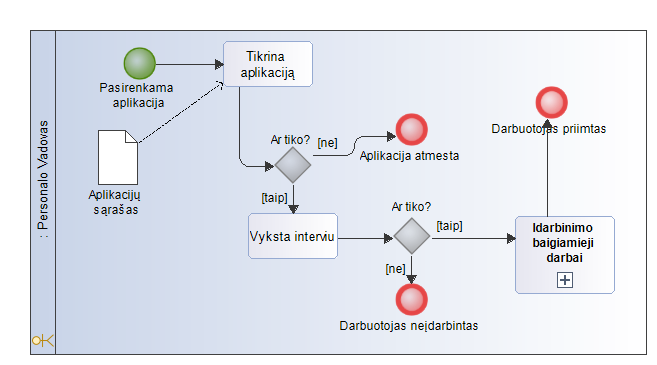 : Personalo Vadovas
Pasirenkama
aplikacija
Tikrina
aplikaciją
Aplikacijų
sąrašas
Ar tiko?
[ne]
Aplikacija atmesta
[taip]
Vyksta interviu
Ar tiko?
[taip]
[ne]
Darbuotojas neįdarbintas
Idarbinimo
baigiamieji
darbai
Darbuotojas priimtas